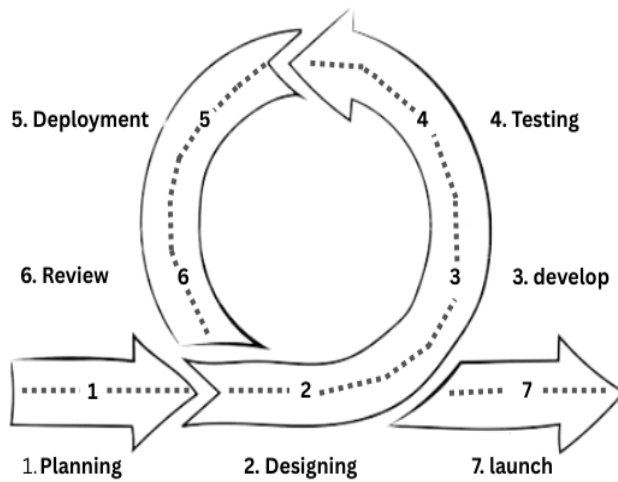 5
4
5. Deployment
4. Testing
6. Review
6
3
3. develop
1
2
7
1. Planning
2. Designing
7. launch